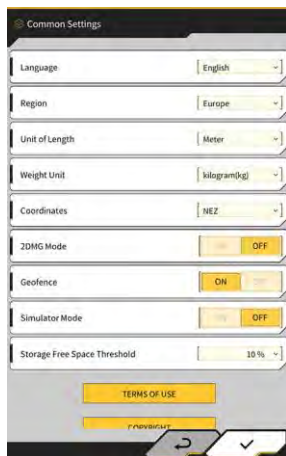 Common Settings
Language English
Region Europe
Unit of Length Meter
Weight Unit kilogram(kg)
Coordinates NEZ
2DMG Mode OFF
Geofence ON
Simulator Mode OFF
Storage Free Space Threshold 10 %
TERMS OF USE
COPYRIGHT